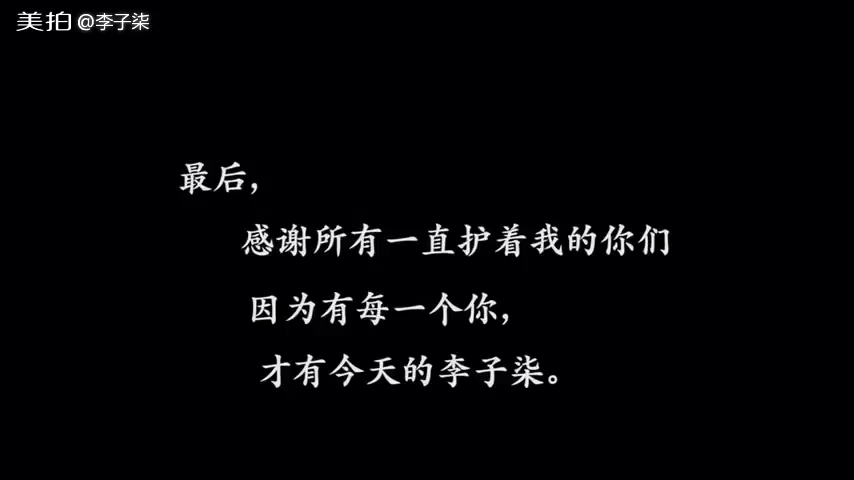 美拍 @李子柒
最后，
感谢所有一直护着我的你们
因为有每一个你，
才有今天的李子柒。